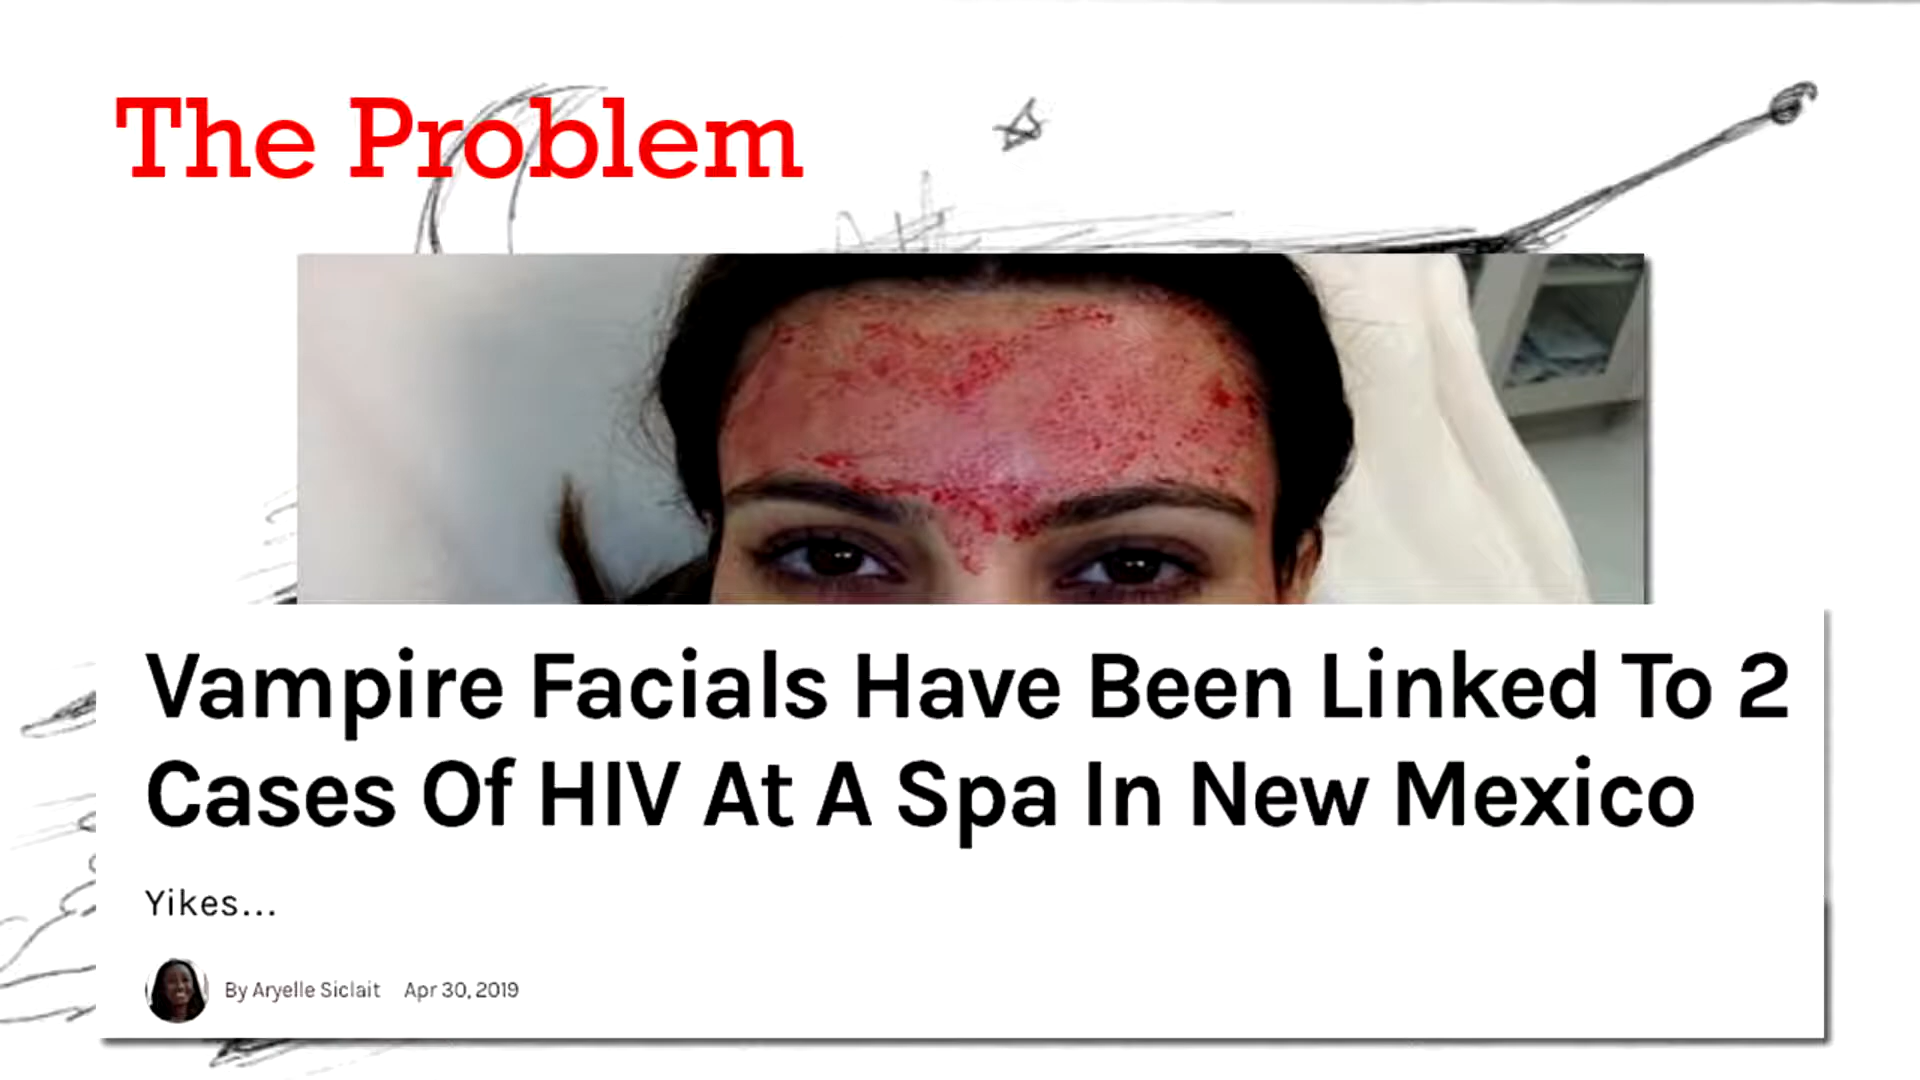 The Problem
Vampire Facials Have Been Linked To 2
Cases Of HIV At A Spa In New Mexico
Yikes...
By Aryelle Siclait Apr 30, 2019